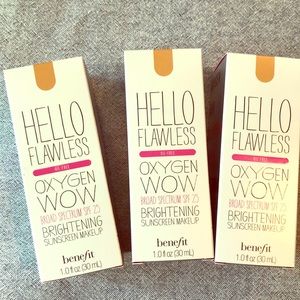 HELLO
FLAWLESS
OIL-FREE
OXYGEN
WOW
BROAD SPECTRUM SPF 25
BRIGHTENING
SUNSCREEN MAKEUP
benefit
1.0 fl oz (30 mL)
HELLO
FLAWLESS
OIL-FREE
OXYGEN
WOW
BROAD SPECTRUM SPF 25
BRIGHTENING
SUNSCREEN MAKEUP
benefit
1.0 fl oz (30 mL)
HELLO
FLAWLESS
OIL-FREE
OXYGEN
WOW
BROAD SPECTRUM SPF 25
BRIGHTENING
SUNSCREEN MAKEUP
benefit
1.0 fl oz (30 mL)